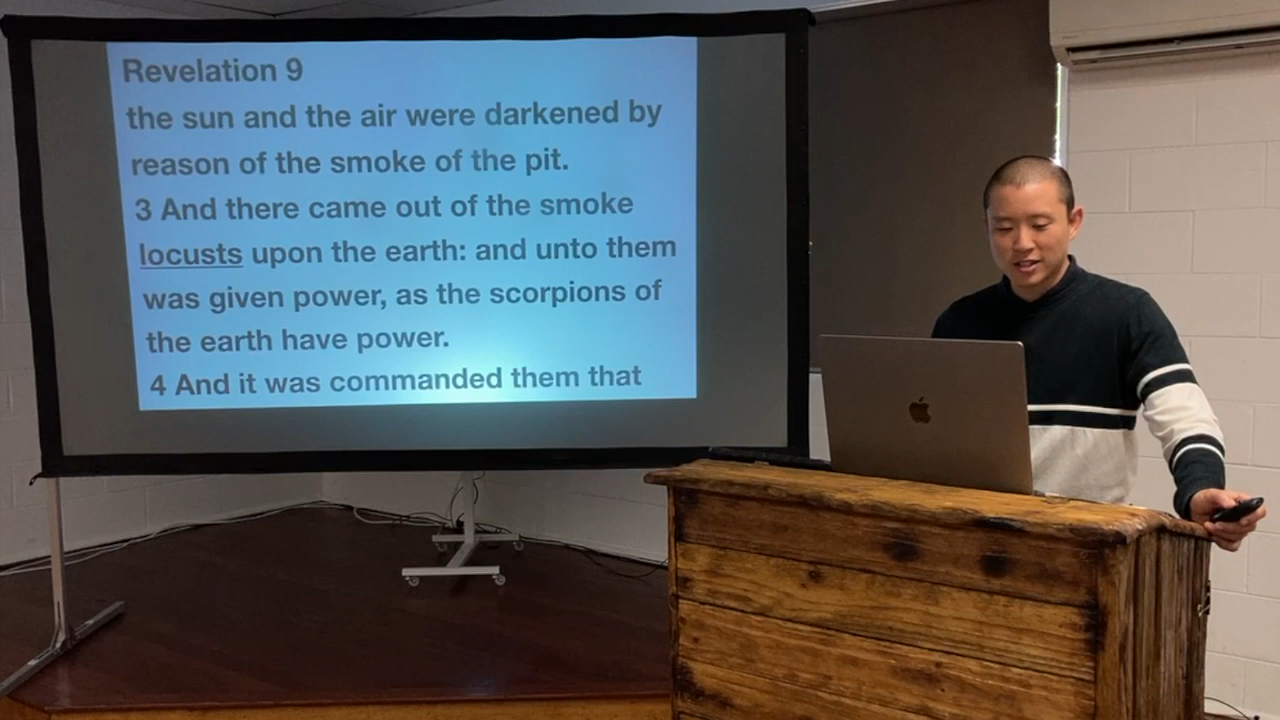 Revelation 9
the sun and the air were darkened by
reason of the smoke of the pit.
3 And there came out of the smoke
locusts upon the earth: and unto them
was given power, as the scorpions of
the earth have power.
4 And it was commanded them that